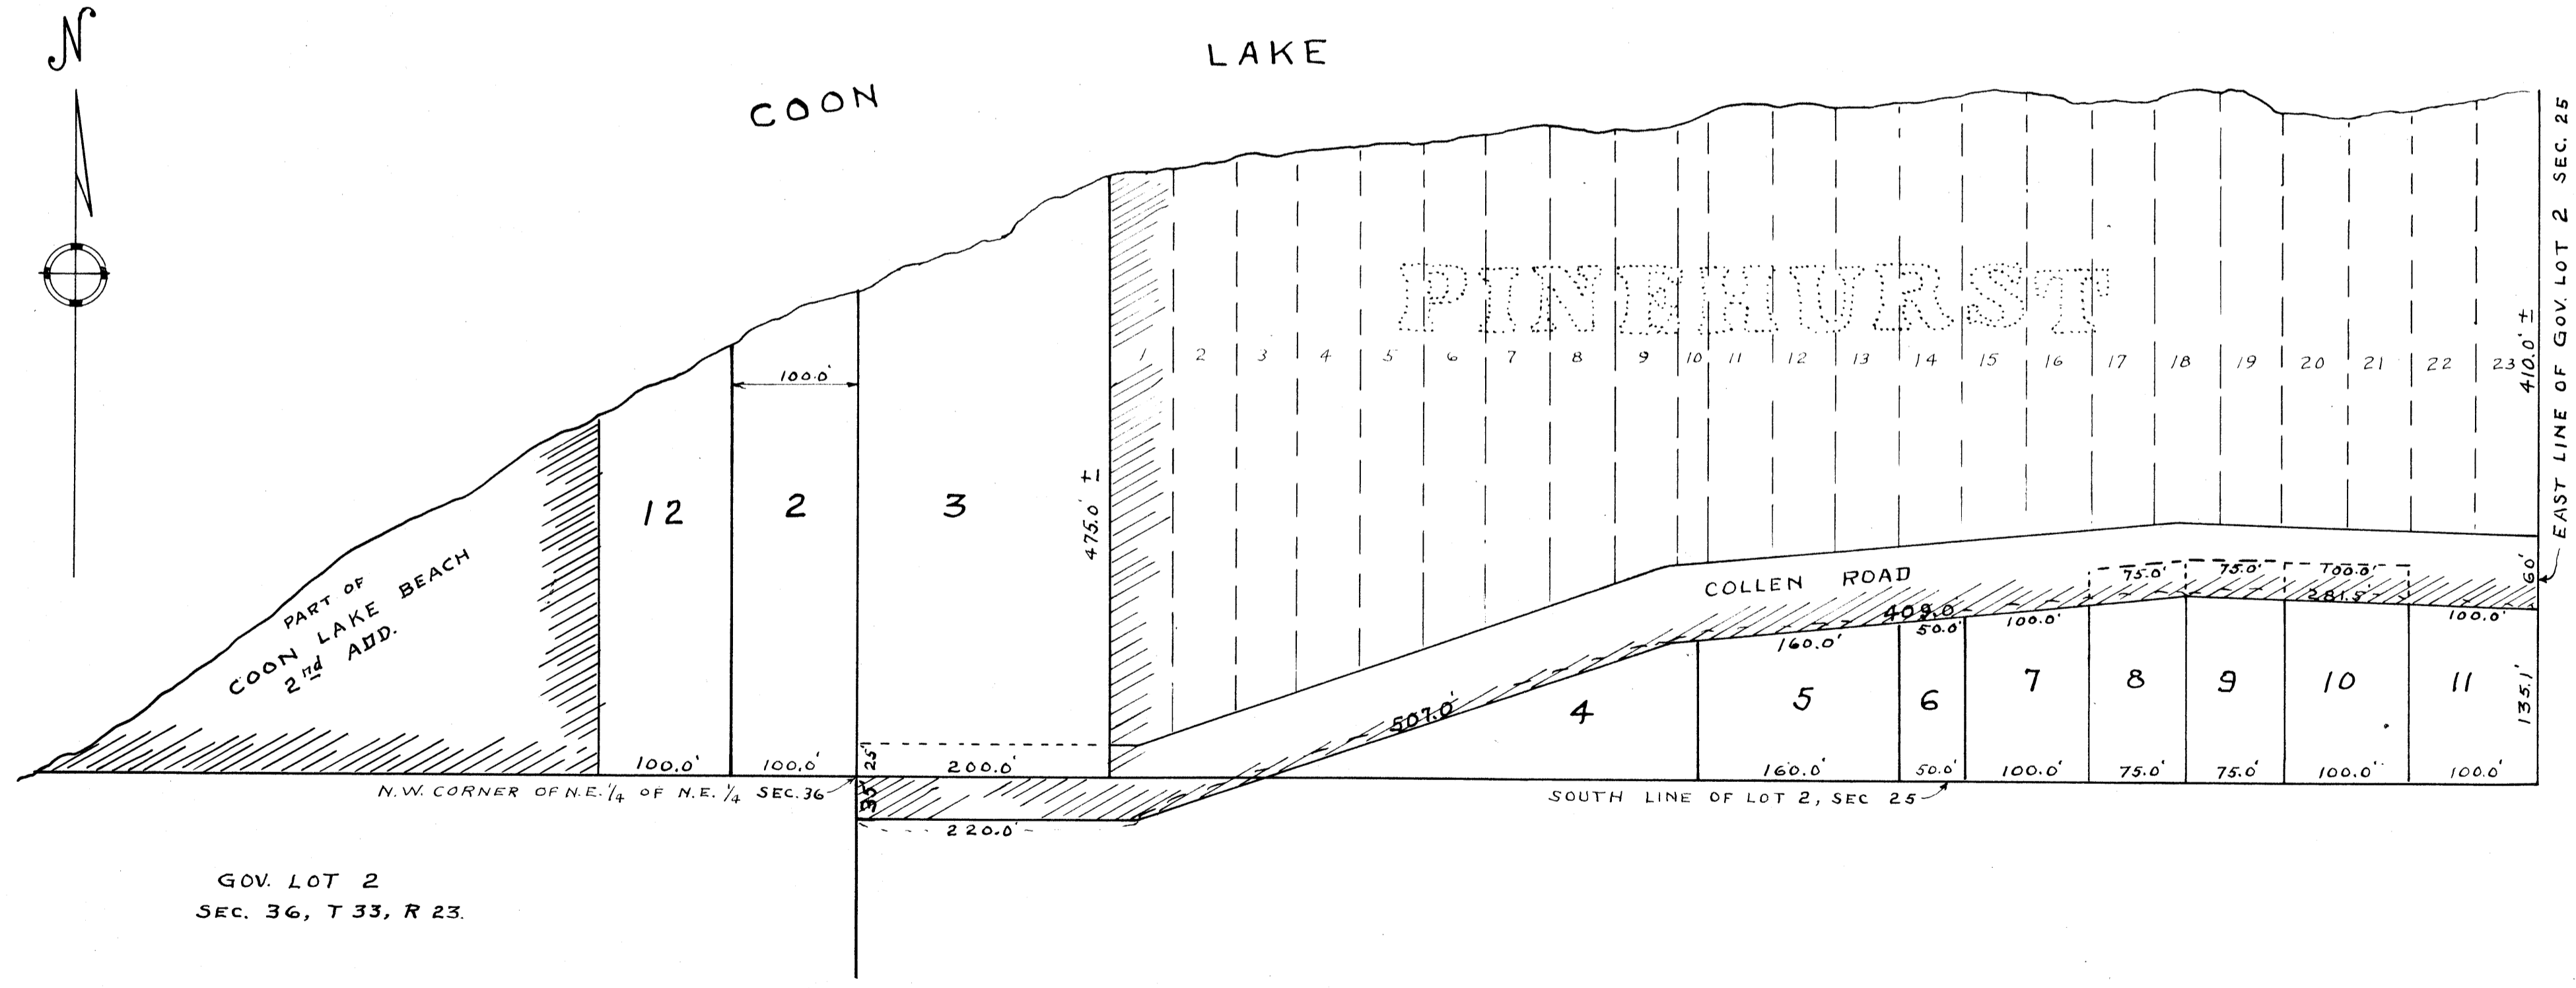 N
COON LAKE
PINEHURST
1 2 3 4 5 6 7 8 9 10 11 12 13 14 15 16 17 18 19 20 21 22 23
EAST LINE OF GOV. LOT 2 SEC. 25
410.0' ±
100.0'
475.0' ±
12 2 3
PART OF
COON LAKE BEACH
2nd ADD.
COLLEN ROAD
60'
75.0' 75.0' 100.0'
409.0 281.5'
160.0' 50.0' 100.0' 100.0'
507.0'
4 5 6 7 8 9 10 11
135.1'
100.0' 100.0' 25' 200.0' 160.0' 50.0' 100.0' 75.0' 75.0' 100.0' 100.0'
N.W. CORNER OF N.E. 1/4 OF N.E. 1/4 SEC. 36
35'
SOUTH LINE OF LOT 2, SEC 25
220.0'
GOV. LOT 2
SEC. 36, T 33, R 23.